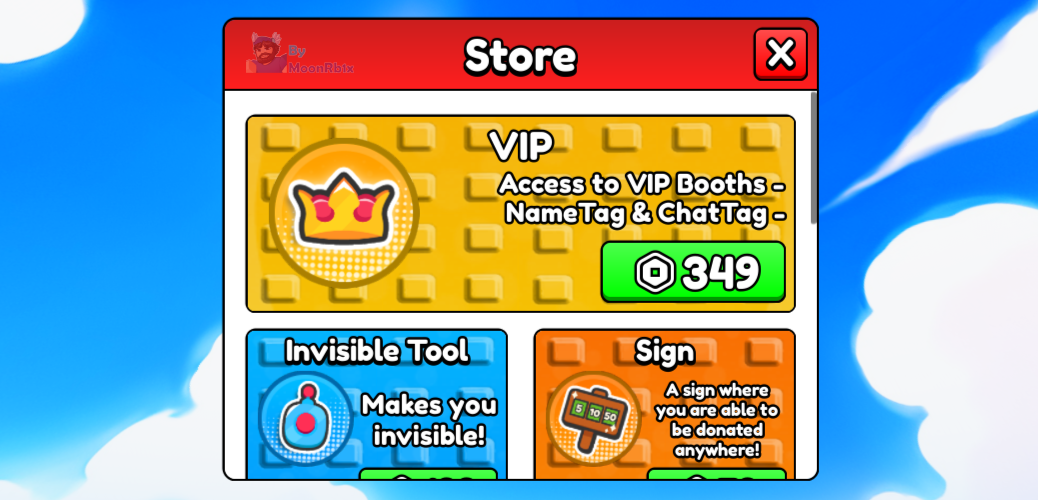 By
MoonRblx
Store
X
VIP
Access to VIP Booths -
NameTag & ChatTag -
349
Invisible Tool
Makes you
invisible!
Sign
5 10 50
A sign where
you are able to
be donated
anywhere!